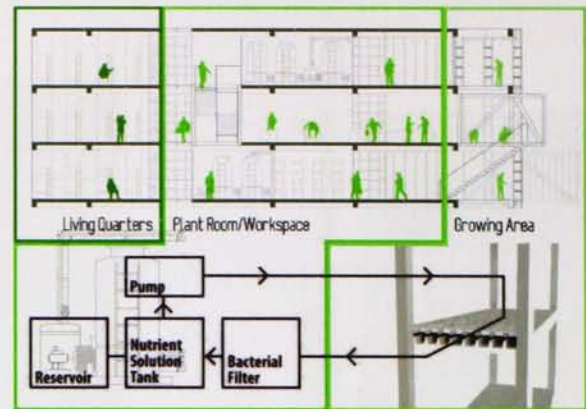 Living Quarters
Plant Room/Workspace
Growing Area
Pump
Reservoir
Nutrient
Solution
Tank
Bacterial
Filter